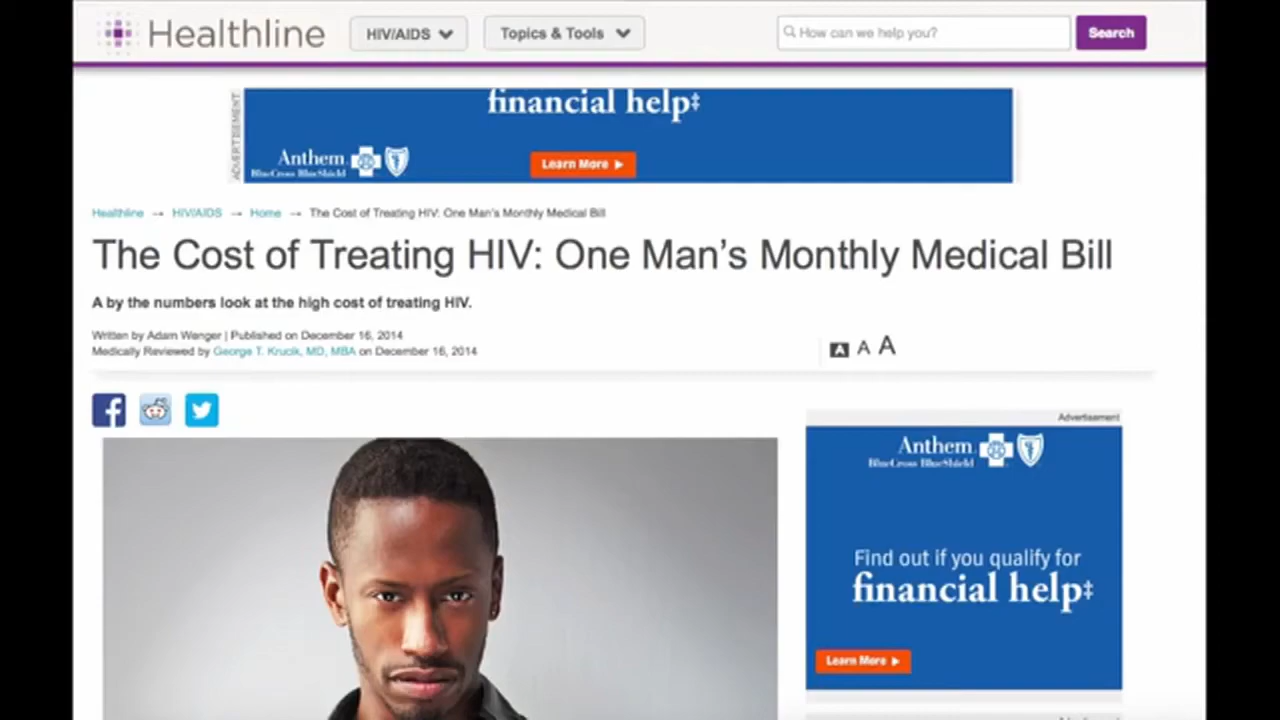 Healthline
HIV/AIDS
Topics & Tools
How can we help you?
Search
ADVERTISEMENT
financial help‡
Anthem
BlueCross BlueShield
Learn More
Healthline → HIV/AIDS → Home → The Cost of Treating HIV: One Man's Monthly Medical Bill
The Cost of Treating HIV: One Man's Monthly Medical Bill
A by the numbers look at the high cost of treating HIV.
Written by Adam Wenger | Published on December 16, 2014
Medically Reviewed by George T. Krucik, MD, MBA on December 16, 2014
A A A
Advertisement
Anthem
BlueCross BlueShield
Find out if you qualify for
financial help‡
Learn More
Advertisement